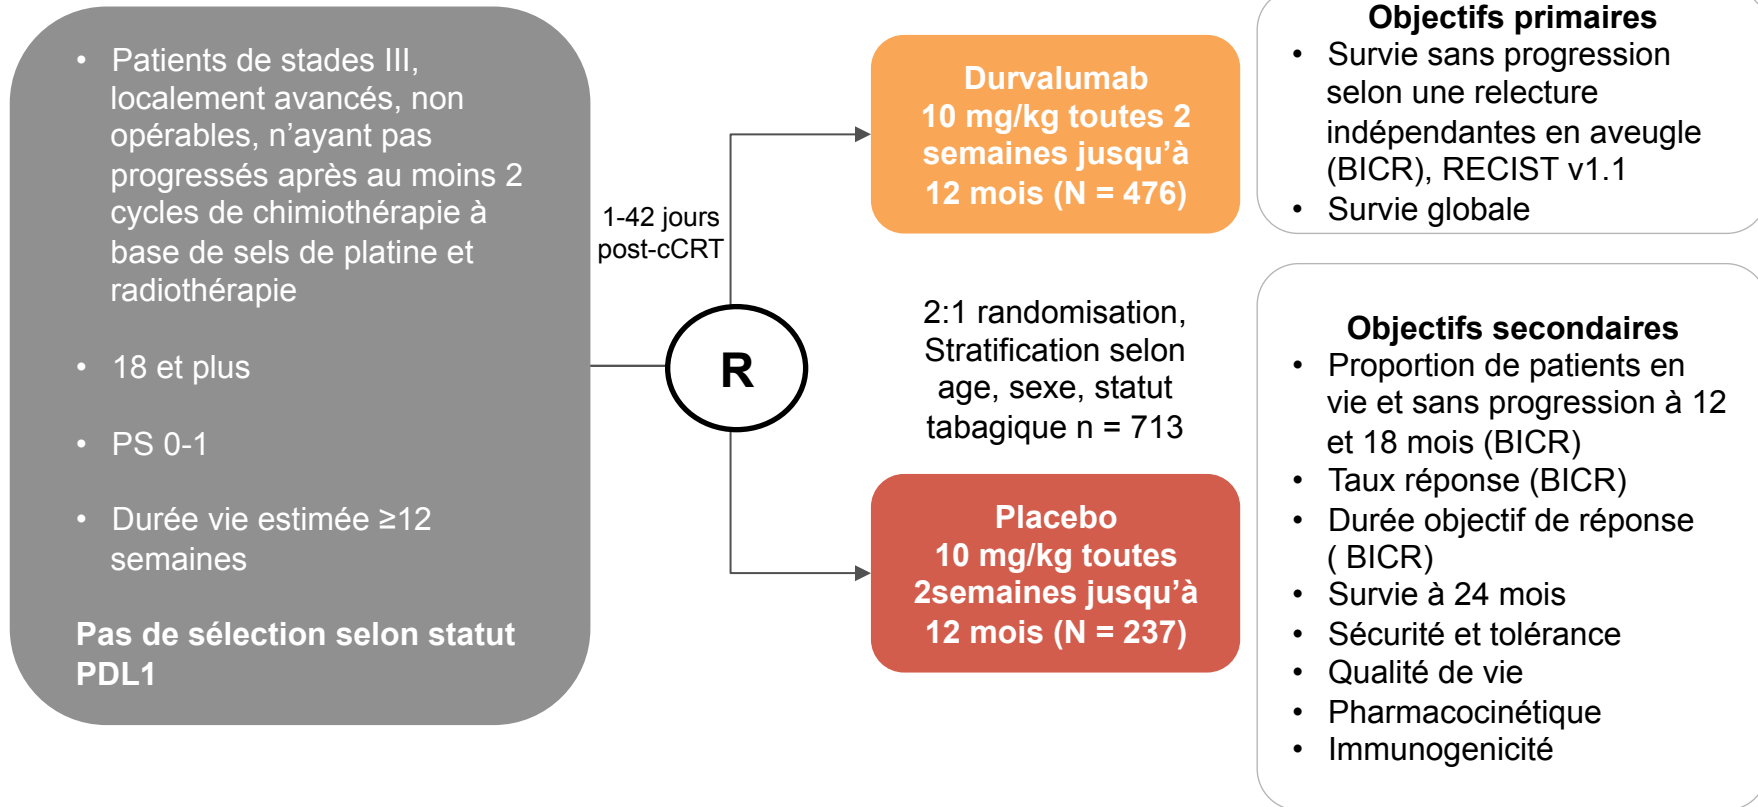 • Patients de stades III,
localement avancés, non
opérables, n’ayant pas
progressés après au moins 2
cycles de chimiothérapie à
base de sels de platine et
radiothérapie
• 18 et plus
• PS 0-1
• Durée vie estimée ≥12
semaines
Pas de sélection selon statut
PDL1
1-42 jours
post-cCRT
R
Durvalumab
10 mg/kg toutes 2
semaines jusqu’à
12 mois (N = 476)
2:1 randomisation,
Stratification selon
age, sexe, statut
tabagique n = 713
Placebo
10 mg/kg toutes
2semaines jusqu’à
12 mois (N = 237)
Objectifs primaires
• Survie sans progression
selon une relecture
indépendantes en aveugle
(BICR), RECIST v1.1
• Survie globale
Objectifs secondaires
• Proportion de patients en
vie et sans progression à 12
et 18 mois (BICR)
• Taux réponse (BICR)
• Durée objectif de réponse
( BICR)
• Survie à 24 mois
• Sécurité et tolérance
• Qualité de vie
• Pharmacocinétique
• Immunogenicité